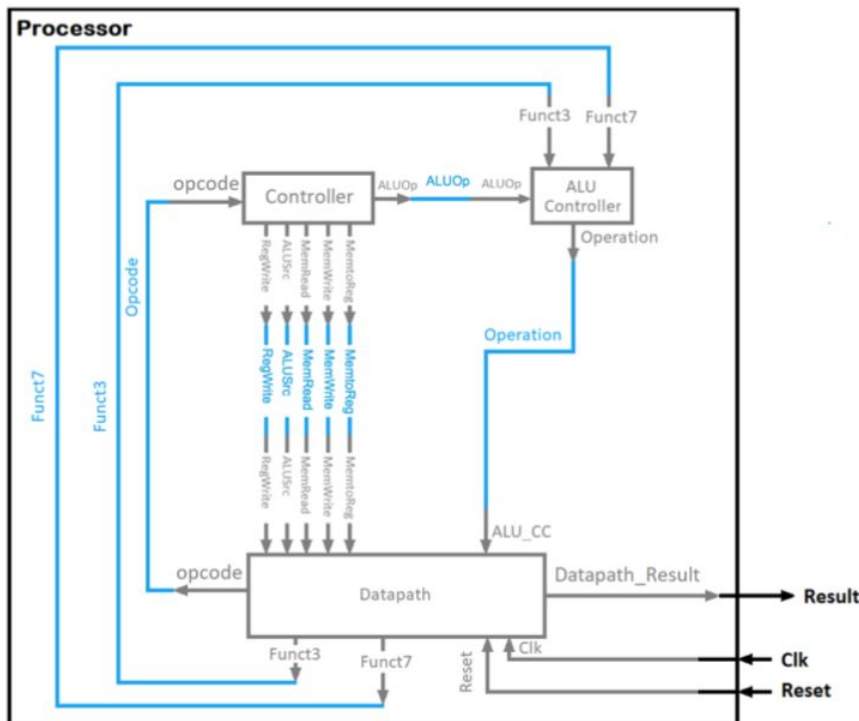 Processor
Funct3
Funct7
opcode
Controller
ALUOp
ALUOp
ALUOp
ALU
Controller
Operation
RegWrite
ALUSrc
MemRead
MemWrite
MemtoReg
Opcode
Operation
Funct7
Funct3
RegWrite
ALUSrc
MemRead
MemWrite
MemtoReg
RegWrite
ALUSrc
MemRead
MemWrite
MemtoReg
ALU_CC
opcode
Datapath
Datapath_Result
Result
Funct3
Funct7
Reset
Clk
Clk
Reset